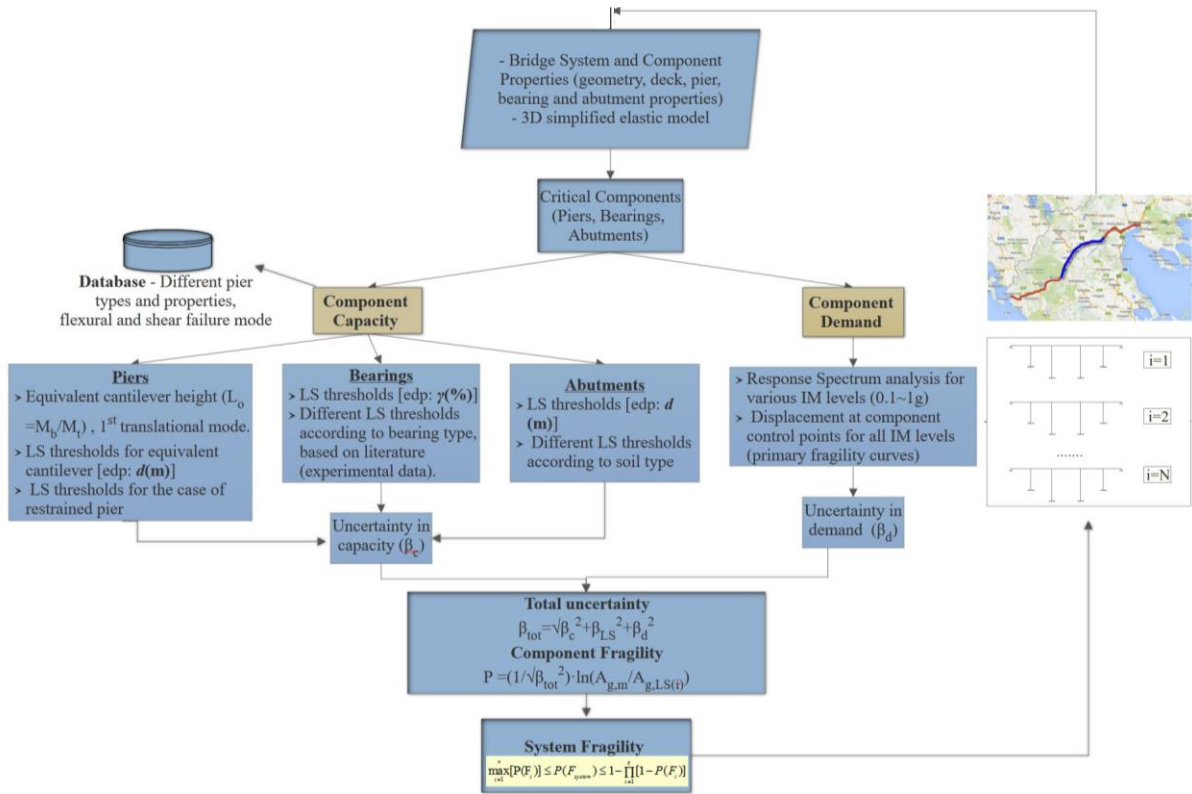 - Bridge System and Component
Properties (geometry, deck, pier,
bearing and abutment properties)
- 3D simplified elastic model
Critical Components
(Piers, Bearings,
Abutments)
Database - Different pier
types and properties,
flexural and shear failure mode
Component
Capacity
Component
Demand
Piers
➢ Equivalent cantilever height (Lo
=Mb/Mt) , 1st translational mode.
➢ LS thresholds for equivalent
cantilever [edp: d(m)]
➢ LS thresholds for the case of
restrained pier
Bearings
➢ LS thresholds [edp: γ(%)]
➢ Different LS thresholds
according to bearing type,
based on literature
(experimental data).
Abutments
➢ LS thresholds [edp: d
(m)]
➢ Different LS thresholds
according to soil type
➢ Response Spectrum analysis for
various IM levels (0.1~1g)
➢ Displacement at component
control points for all IM levels
(primary fragility curves)
i=1
i=2
.......
i=N
Uncertainty in
capacity (βc)
Uncertainty in
demand (βd)
Total uncertainty
βtot=√βc²+βLS²+βd²
Component Fragility
P =(1/√βtot²)·ln(Ag,m/Ag,LS(i))
System Fragility
max[P(Fi)] ≤ P(Fsystem) ≤ 1-∏[1-P(Fi)]